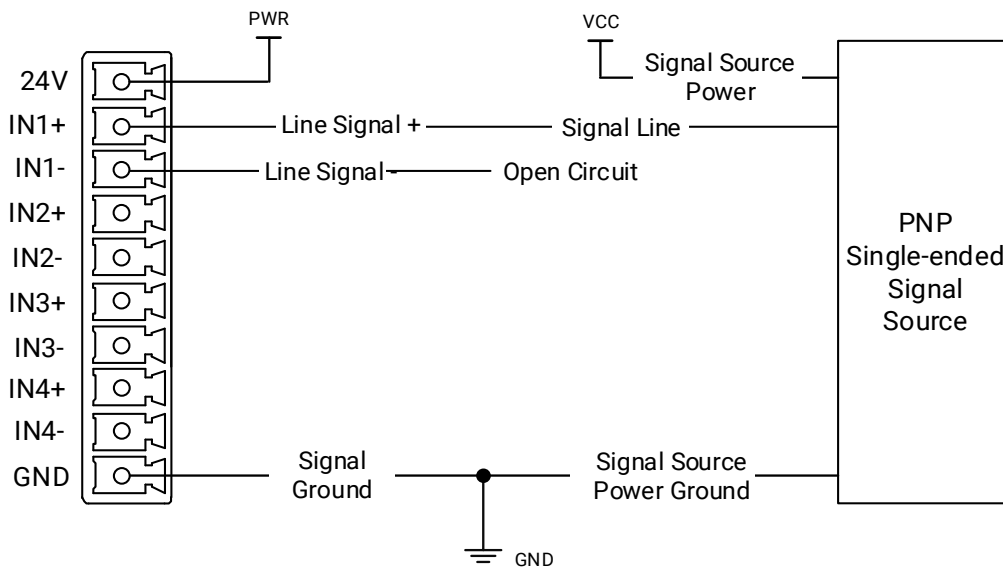 PWR
VCC
24V
Signal Source
Power
IN1+
Line Signal +
Signal Line
IN1-
Line Signal-
Open Circuit
IN2+
IN2-
IN3+
IN3-
IN4+
IN4-
GND
PNP
Single-ended
Signal
Source
Signal
Ground
Signal Source
Power Ground
GND